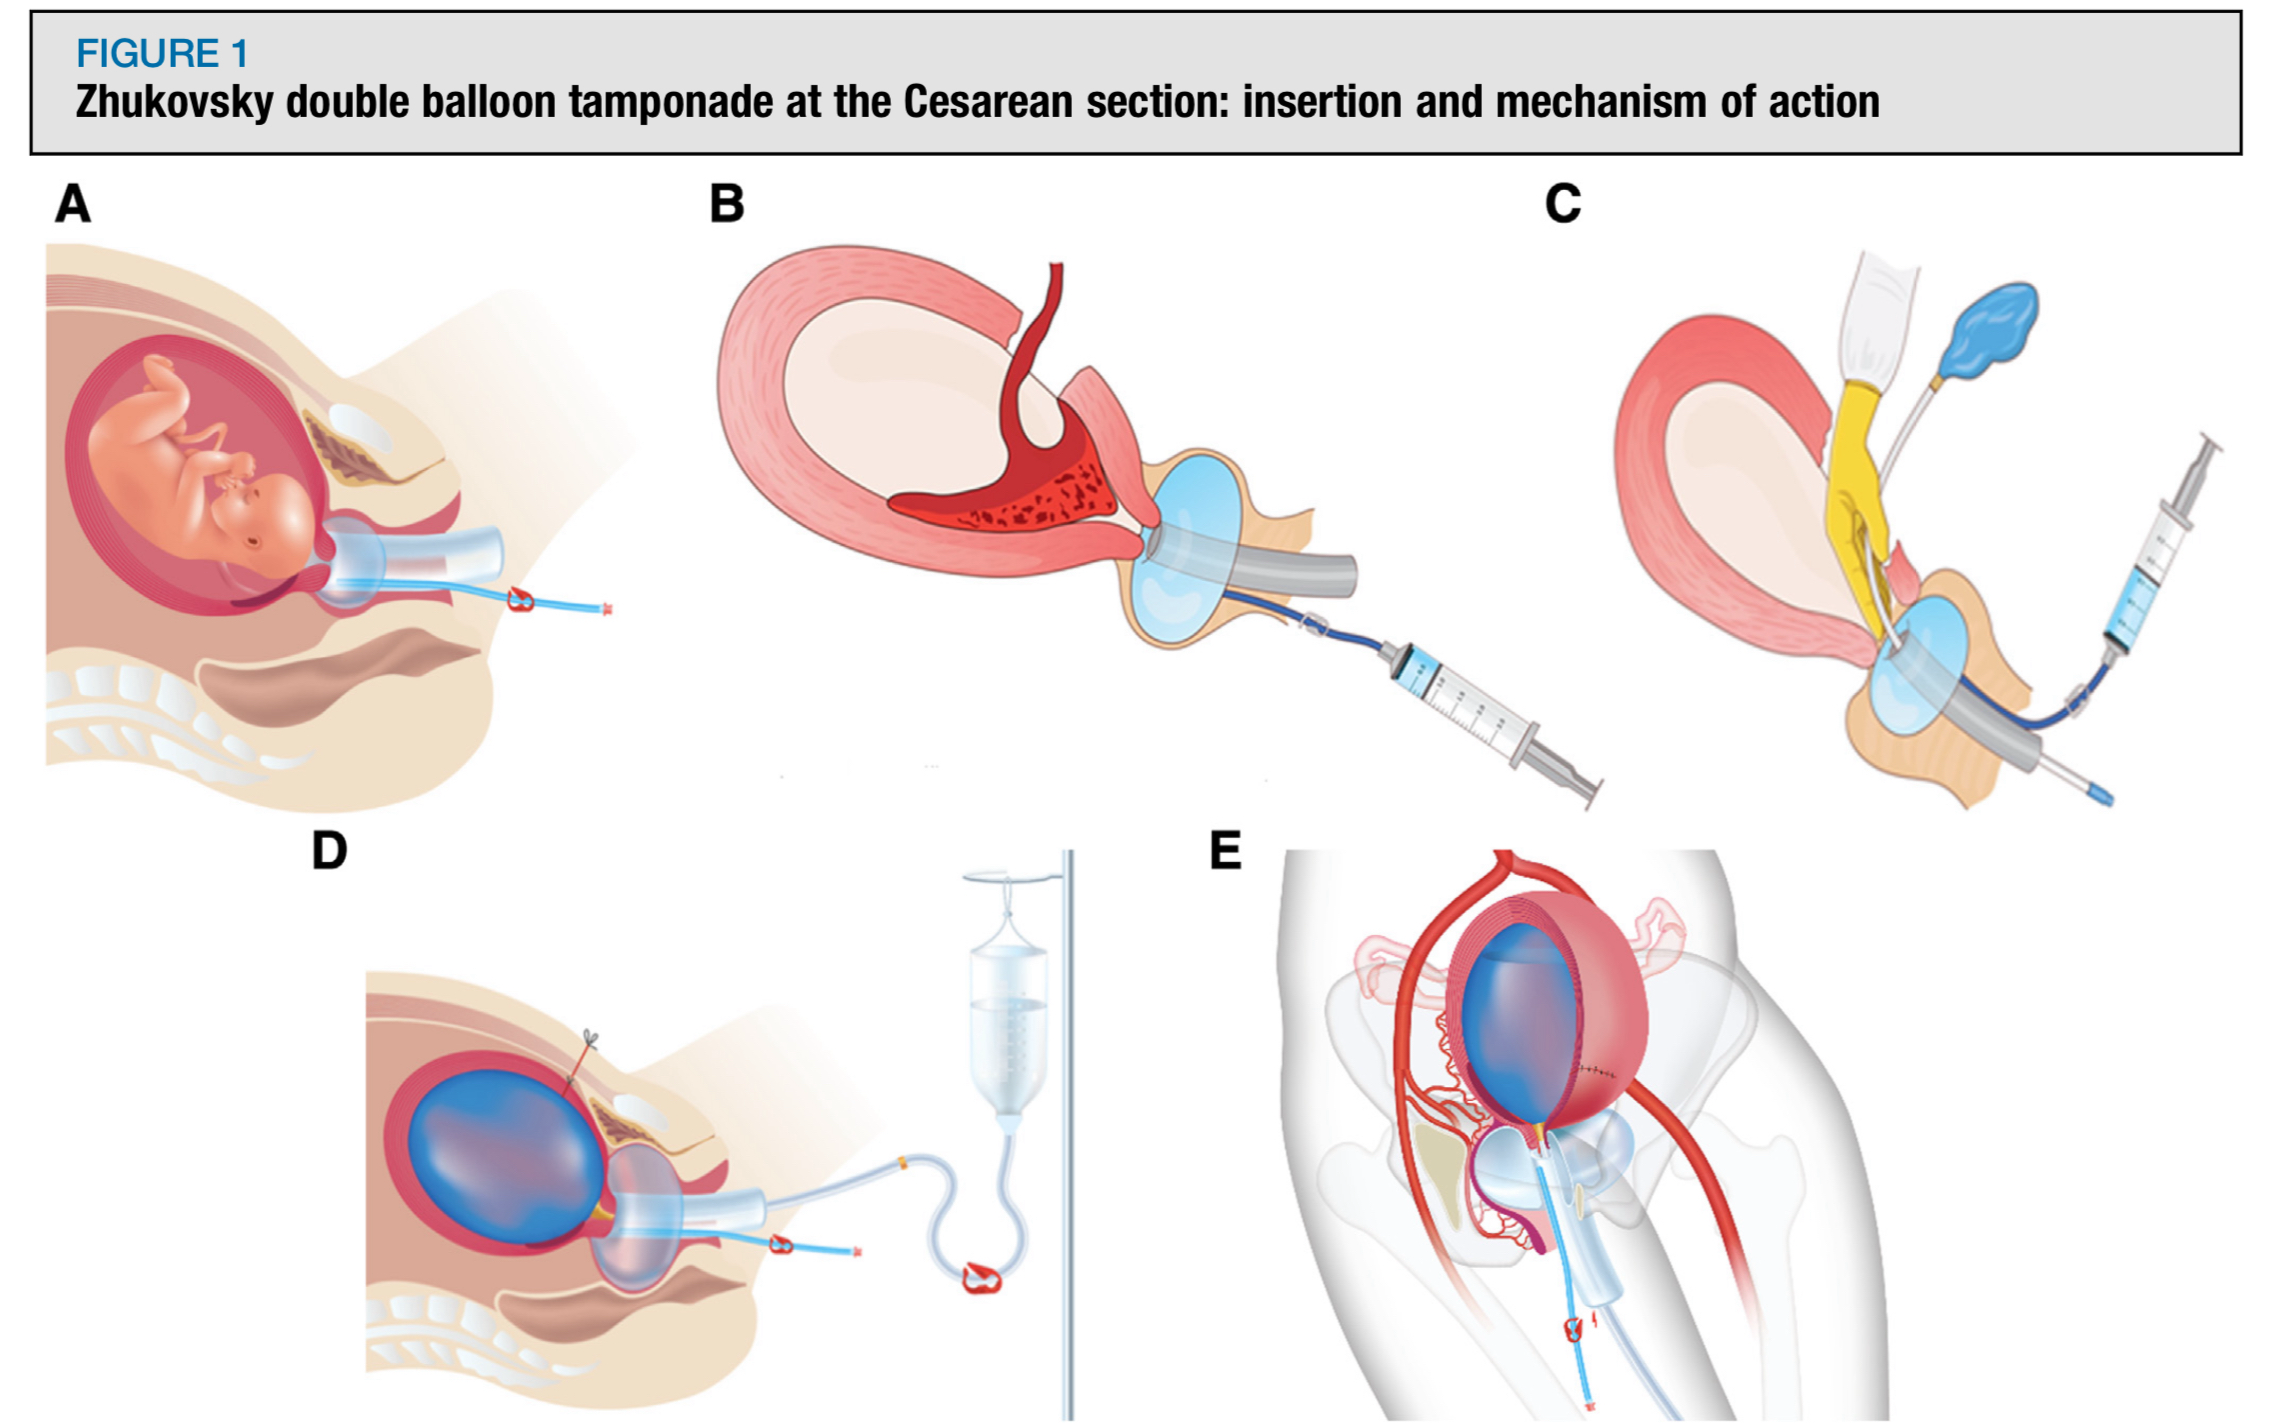 FIGURE 1
Zhukovsky double balloon tamponade at the Cesarean section: insertion and mechanism of action
A
B
C
D
E